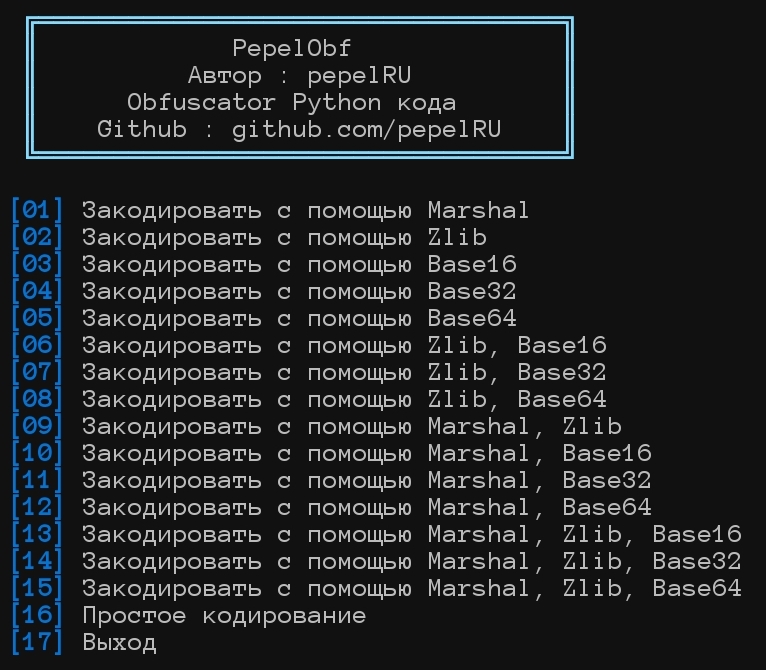 PepelObf
Автор : pepelRU
Obfuscator Python кода
Github : github.com/pepelRU
[01] Закодировать с помощью Marshal
[02] Закодировать с помощью Zlib
[03] Закодировать с помощью Base16
[04] Закодировать с помощью Base32
[05] Закодировать с помощью Base64
[06] Закодировать с помощью Zlib, Base16
[07] Закодировать с помощью Zlib, Base32
[08] Закодировать с помощью Zlib, Base64
[09] Закодировать с помощью Marshal, Zlib
[10] Закодировать с помощью Marshal, Base16
[11] Закодировать с помощью Marshal, Base32
[12] Закодировать с помощью Marshal, Base64
[13] Закодировать с помощью Marshal, Zlib, Base16
[14] Закодировать с помощью Marshal, Zlib, Base32
[15] Закодировать с помощью Marshal, Zlib, Base64
[16] Простое кодирование
[17] Выход